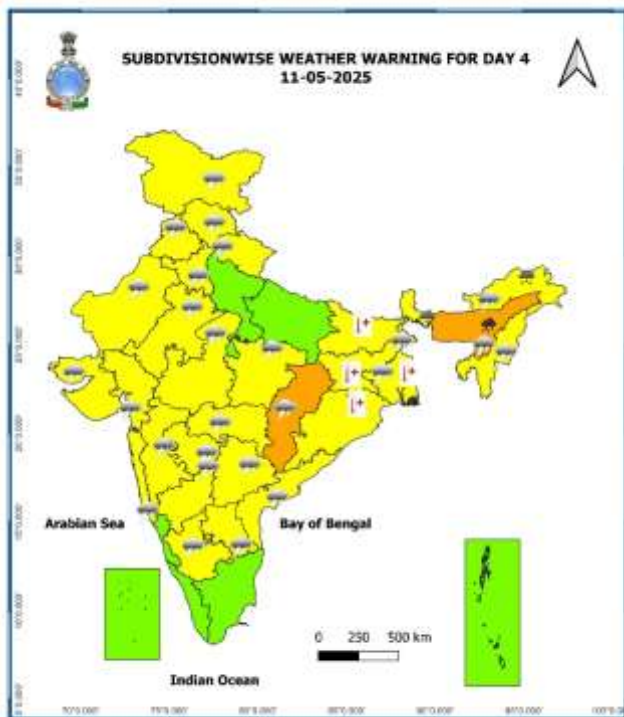 SUBDIVISIONWISE WEATHER WARNING FOR DAY 4
11-05-2025
Arabian Sea
Bay of Bengal
0 250 500 km
Indian Ocean